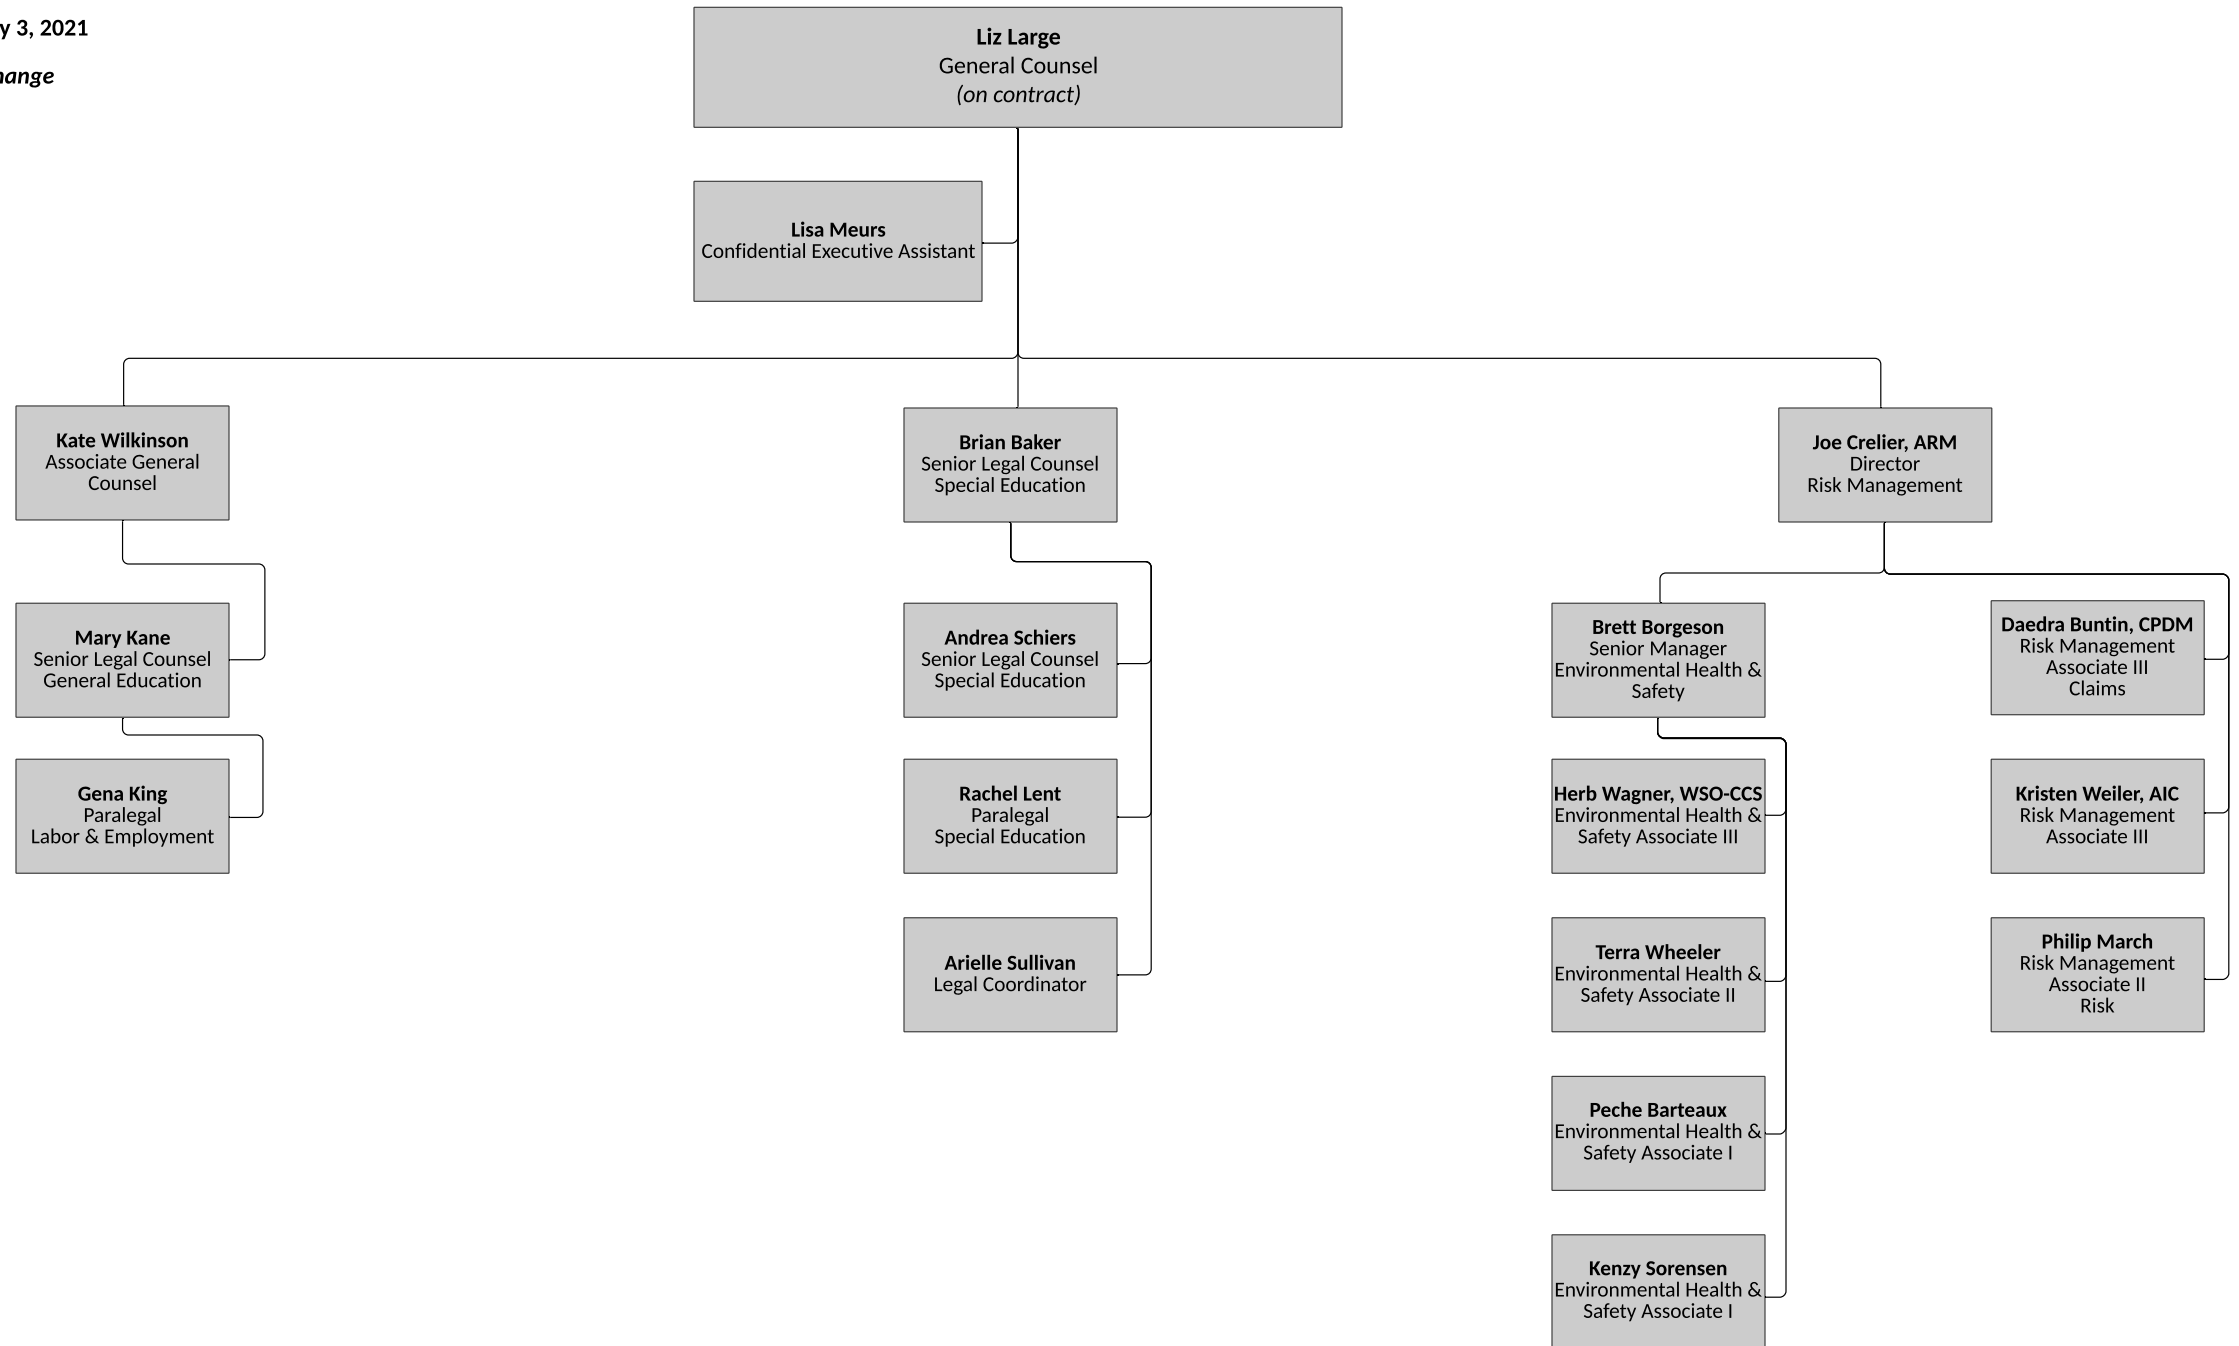 3, 2021
Liz Large
General Counsel
(on contract)
Lisa Meurs
Confidential Executive Assistant
Kate Wilkinson
Associate General
Counsel
Mary Kane
Senior Legal Counsel
General Education
Gena King
Paralegal
Labor & Employment
Brian Baker
Senior Legal Counsel
Special Education
Andrea Schiers
Senior Legal Counsel
Special Education
Rachel Lent
Paralegal
Special Education
Arielle Sullivan
Legal Coordinator
Joe Crelier, ARM
Director
Risk Management
Brett Borgeson
Senior Manager
Environmental Health &
Safety
Herb Wagner, WSO-CCS
Environmental Health &
Safety Associate III
Terra Wheeler
Environmental Health &
Safety Associate II
Peche Barteaux
Environmental Health &
Safety Associate I
Kenzy Sorensen
Environmental Health &
Safety Associate I
Daedra Buntin, CPDM
Risk Management
Associate III
Claims
Kristen Weiler, AIC
Risk Management
Associate III
Philip March
Risk Management
Associate II
Risk